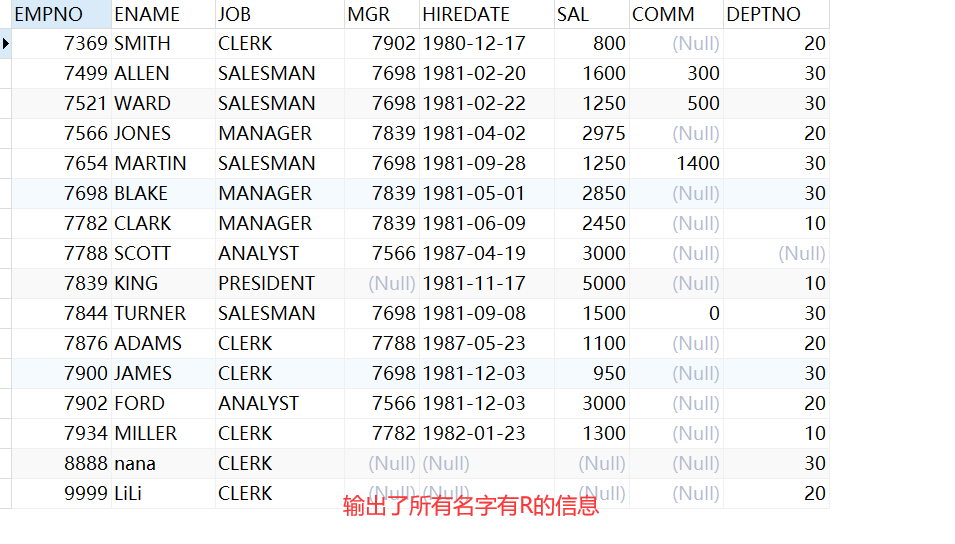 EMPNO ENAME JOB MGR HIREDATE SAL COMM DEPTNO
7369 SMITH CLERK 7902 1980-12-17 800 (Null) 20
7499 ALLEN SALESMAN 7698 1981-02-20 1600 300 30
7521 WARD SALESMAN 7698 1981-02-22 1250 500 30
7566 JONES MANAGER 7839 1981-04-02 2975 (Null) 20
7654 MARTIN SALESMAN 7698 1981-09-28 1250 1400 30
7698 BLAKE MANAGER 7839 1981-05-01 2850 (Null) 30
7782 CLARK MANAGER 7839 1981-06-09 2450 (Null) 10
7788 SCOTT ANALYST 7566 1987-04-19 3000 (Null) (Null)
7839 KING PRESIDENT (Null) 1981-11-17 5000 (Null) 10
7844 TURNER SALESMAN 7698 1981-09-08 1500 0 30
7876 ADAMS CLERK 7788 1987-05-23 1100 (Null) 20
7900 JAMES CLERK 7698 1981-12-03 950 (Null) 30
7902 FORD ANALYST 7566 1981-12-03 3000 (Null) 20
7934 MILLER CLERK 7782 1982-01-23 1300 (Null) 10
8888 nana CLERK (Null) (Null) (Null) (Null) 30
9999 LiLi CLERK (Null) (Null) (Null) (Null) 20
输出了所有名字有R的信息